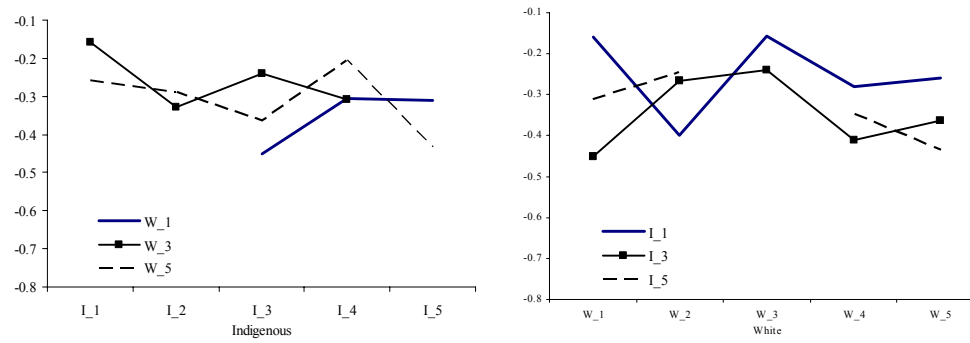 -0.1
-0.2
-0.3
-0.4
-0.5
-0.6
-0.7
-0.8
W_1
W_3
W_5
I_1 I_2 I_3 I_4 I_5
Indigenous
-0.1
-0.2
-0.3
-0.4
-0.5
-0.6
-0.7
-0.8
I_1
I_3
I_5
W_1 W_2 W_3 W_4 W_5
White